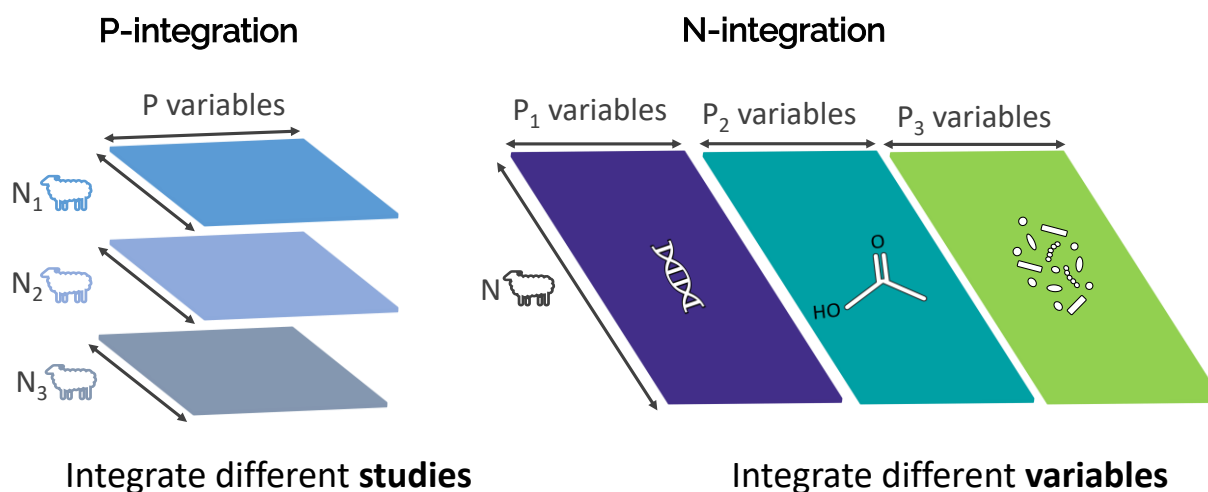 P-integration
P variables
N₁
N₂
N₃
Integrate different studies
N-integration
P₁ variables
P₂ variables
P₃ variables
N
O
HO
Integrate different variables